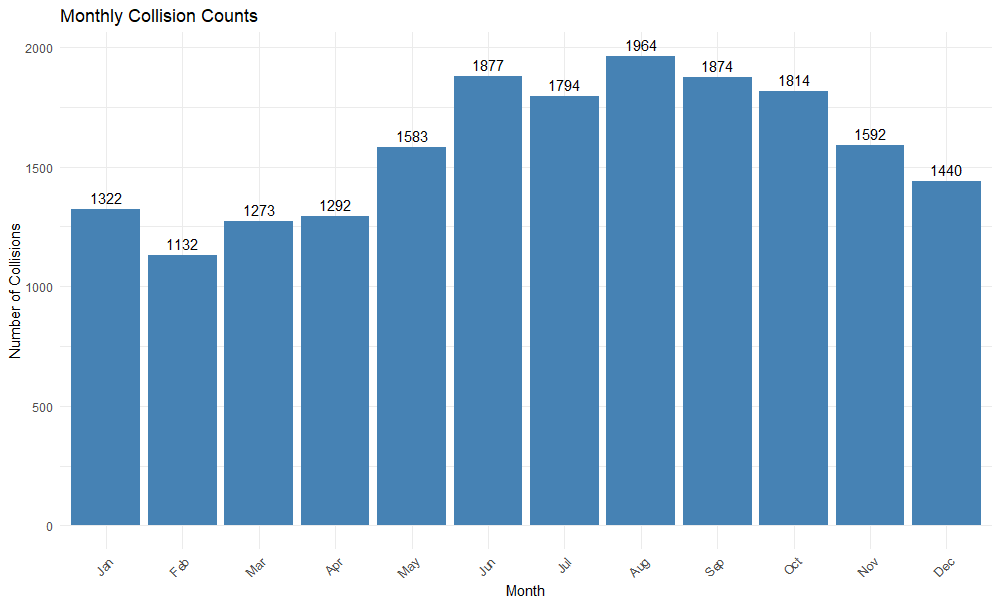 Monthly Collision Counts
Number of Collisions
2000
1500
1000
500
0
1322
1132
1273
1292
1583
1877
1794
1964
1874
1814
1592
1440
Jan
Feb
Mar
Apr
May
Jun
Jul
Aug
Sep
Oct
Nov
Dec
Month